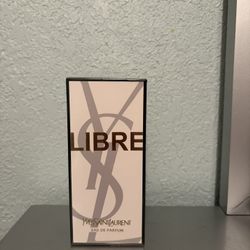 LIBRE
YVESSAINTLAURENT
EAU DE PARFUM